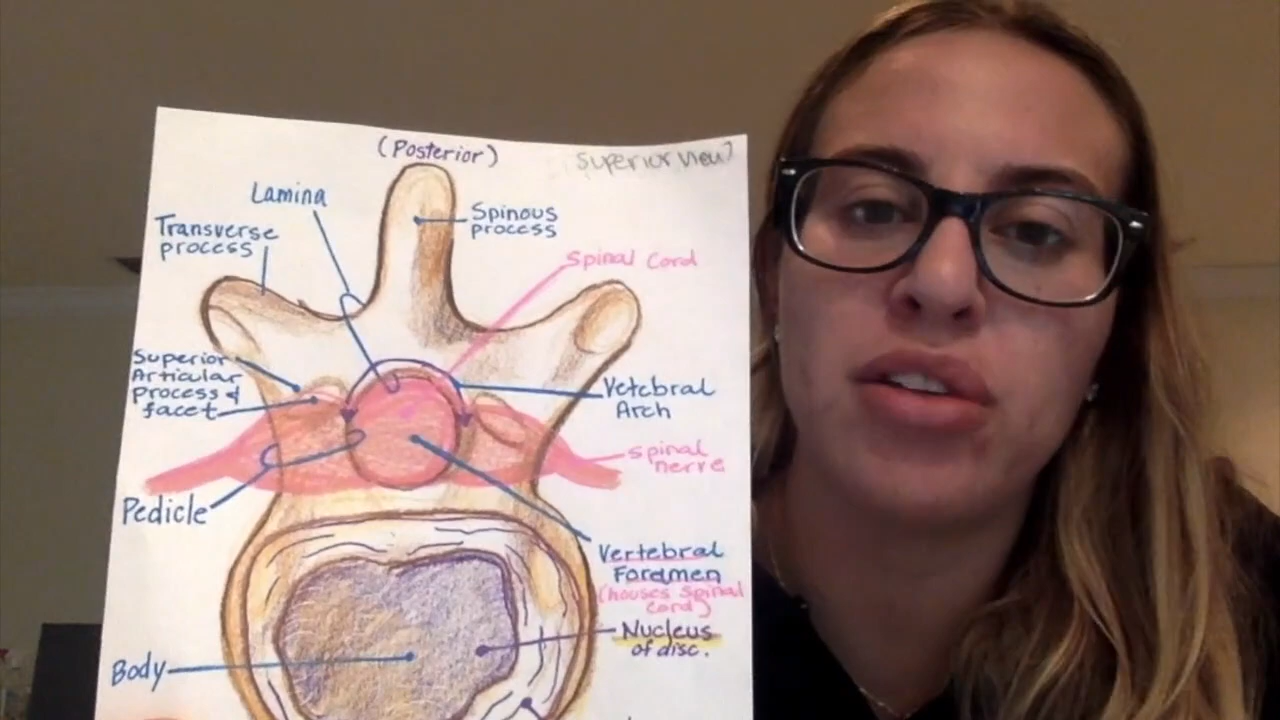 (Posterior)
Superior view
Lamina
Spinous
process
Transverse
process
Spinal Cord
Superior
Articular
Process &
facet
Vetebral
Arch
Spinal
nerve
Pedicle
Vertebral
Foramen
(houses Spinal
Cord)
Nucleus
of disc.
Body